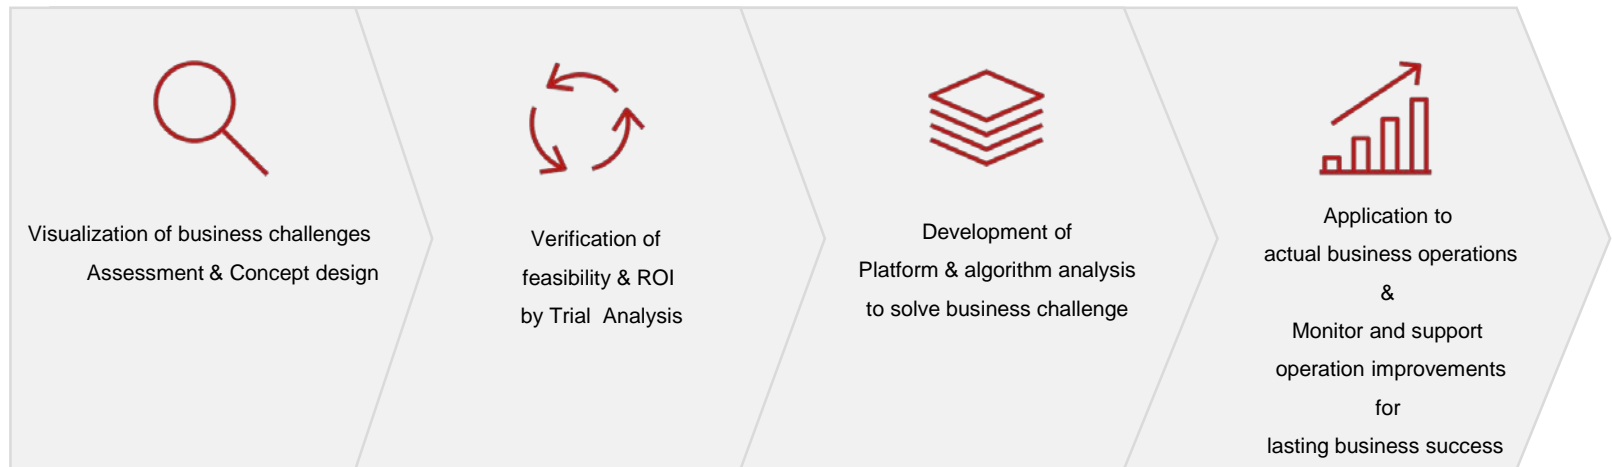 Visualization of business challenges
Assessment & Concept design
Verification of
feasibility & ROI
by Trial Analysis
Development of
Platform & algorithm analysis
to solve business challenge
Application to
actual business operations
&
Monitor and support
operation improvements
for
lasting business success